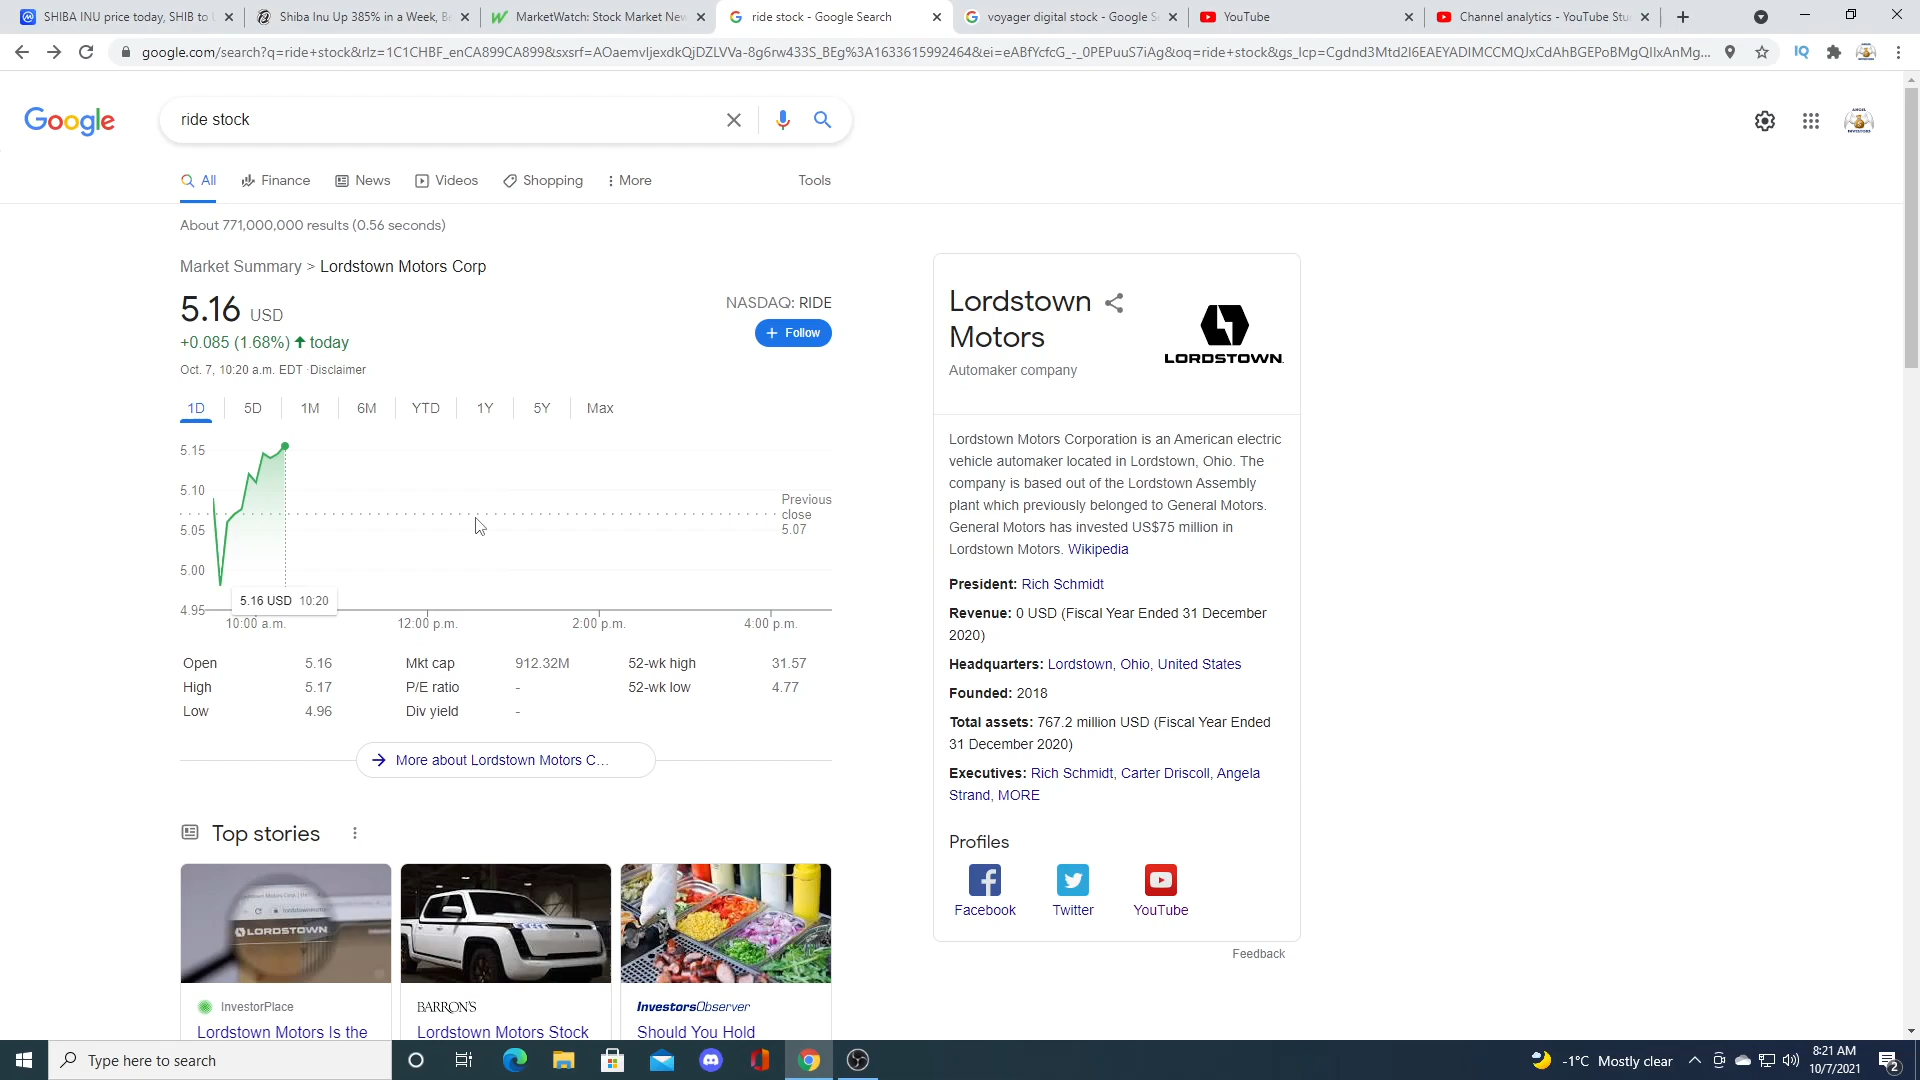 SHIBA INU price today, SHIB to
Shiba Inu Up 385% in a Week, Be
MarketWatch: Stock Market New
ride stock - Google Search
voyager digital stock - Google Se
YouTube
Channel analytics - YouTube Stu
google.com/search?q=ride+stock&rlz=1C1CHBF_enCA899CA899&sxsrf=AOaemvIjexdkQjDZLVVa-8g6rw433S_BEg%3A1633615992464&ei=eABfYcfcG_-_0PEPuuS7iAg&oq=ride+stock&gs_lcp=Cgdnd3Mtd2l6EAEYADIMCCMQJxCdAhBGEPoBMgQIIxAnMg...
IQ
Google
ride stock
All
Finance
News
Videos
Shopping
More
Tools
About 771,000,000 results (0.56 seconds)
Market Summary > Lordstown Motors Corp
5.16 USD
NASDAQ: RIDE
+0.085 (1.68%) today
Follow
Oct. 7, 10:20 a.m. EDT ·Disclaimer
1D 5D 1M 6M YTD 1Y 5Y Max
5.15
5.10
5.05
5.00
4.95
Previous
close
5.07
5.16 USD 10:20
10:00 a.m. 12:00 p.m. 2:00 p.m. 4:00 p.m.
Open 5.16 Mkt cap 912.32M 52-wk high 31.57
High 5.17 P/E ratio - 52-wk low 4.77
Low 4.96 Div yield -
More about Lordstown Motors C...
Top stories
LORDSTOWN
InvestorPlace
Lordstown Motors Is the
BARRON'S
Lordstown Motors Stock
InvestorsObserver
Should You Hold
Lordstown
Motors
Automaker company
LORDSTOWN
Lordstown Motors Corporation is an American electric
vehicle automaker located in Lordstown, Ohio. The
company is based out of the Lordstown Assembly
plant which previously belonged to General Motors.
General Motors has invested US$75 million in
Lordstown Motors. Wikipedia
President: Rich Schmidt
Revenue: 0 USD (Fiscal Year Ended 31 December
2020)
Headquarters: Lordstown, Ohio, United States
Founded: 2018
Total assets: 767.2 million USD (Fiscal Year Ended
31 December 2020)
Executives: Rich Schmidt, Carter Driscoll, Angela
Strand, MORE
Profiles
Facebook
Twitter
YouTube
Feedback
Type here to search
-1°C Mostly clear
8:21 AM
10/7/2021
2